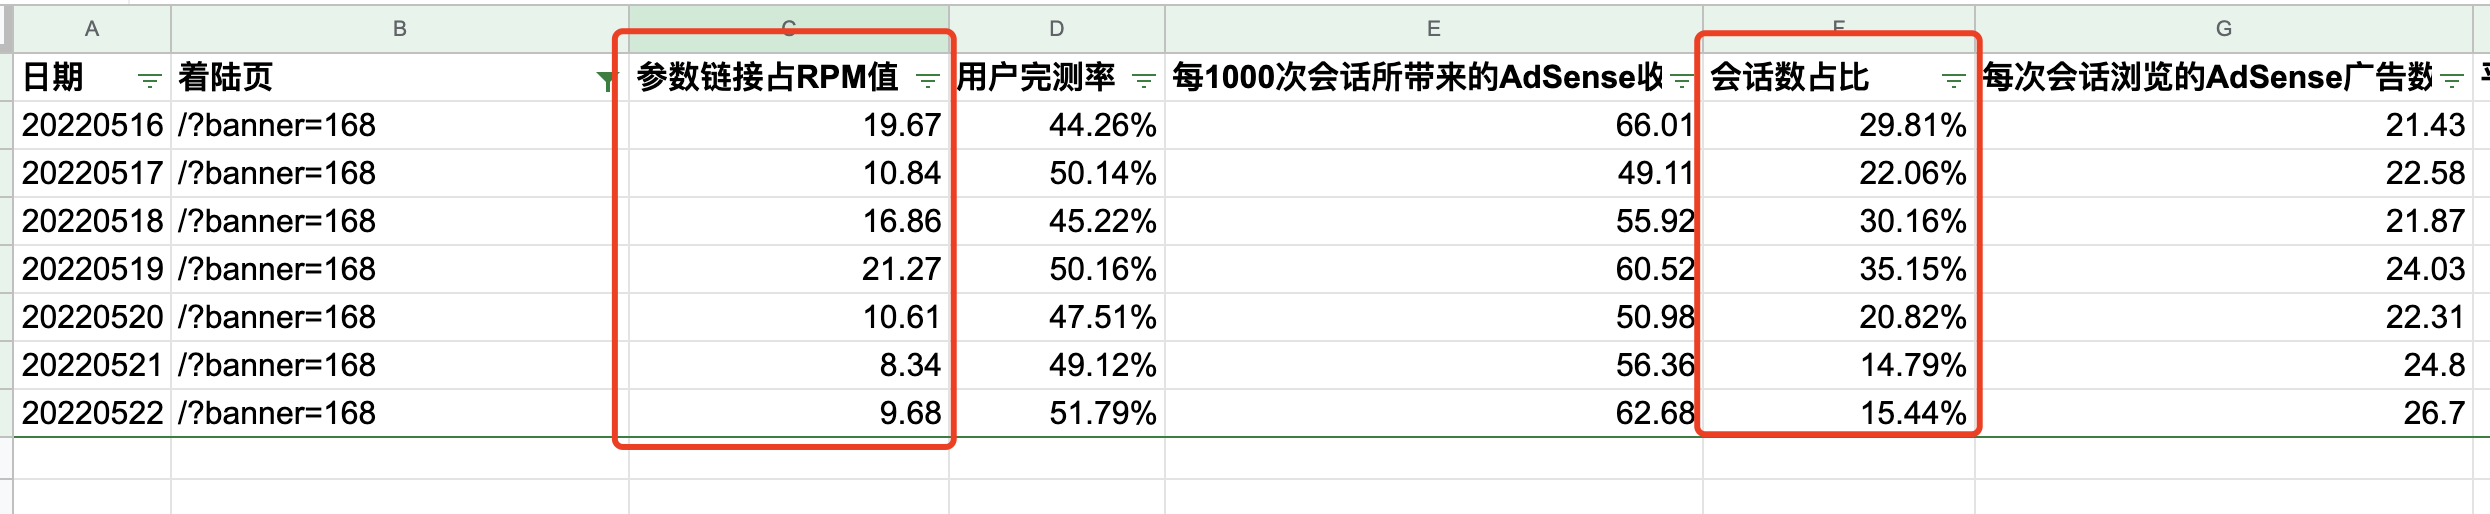 A B C D E F G
日期 着陆页 参数链接占RPM值 用户完测率 每1000次会话所带来的AdSense收 会话数占比 每次会话浏览的AdSense广告数
20220516 /?banner=168 19.67 44.26% 66.01 29.81% 21.43
20220517 /?banner=168 10.84 50.14% 49.11 22.06% 22.58
20220518 /?banner=168 16.86 45.22% 55.92 30.16% 21.87
20220519 /?banner=168 21.27 50.16% 60.52 35.15% 24.03
20220520 /?banner=168 10.61 47.51% 50.98 20.82% 22.31
20220521 /?banner=168 8.34 49.12% 56.36 14.79% 24.8
20220522 /?banner=168 9.68 51.79% 62.68 15.44% 26.7